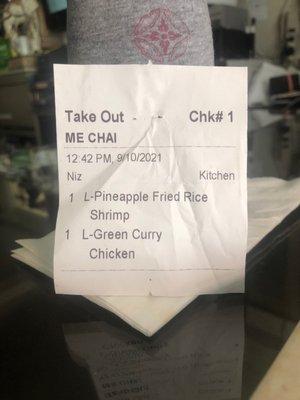 Take Out - - Chk# 1
ME CHAI
12:42 PM, 9/10/2021
Niz Kitchen
1 L-Pineapple Fried Rice
Shrimp
1 L-Green Curry
Chicken